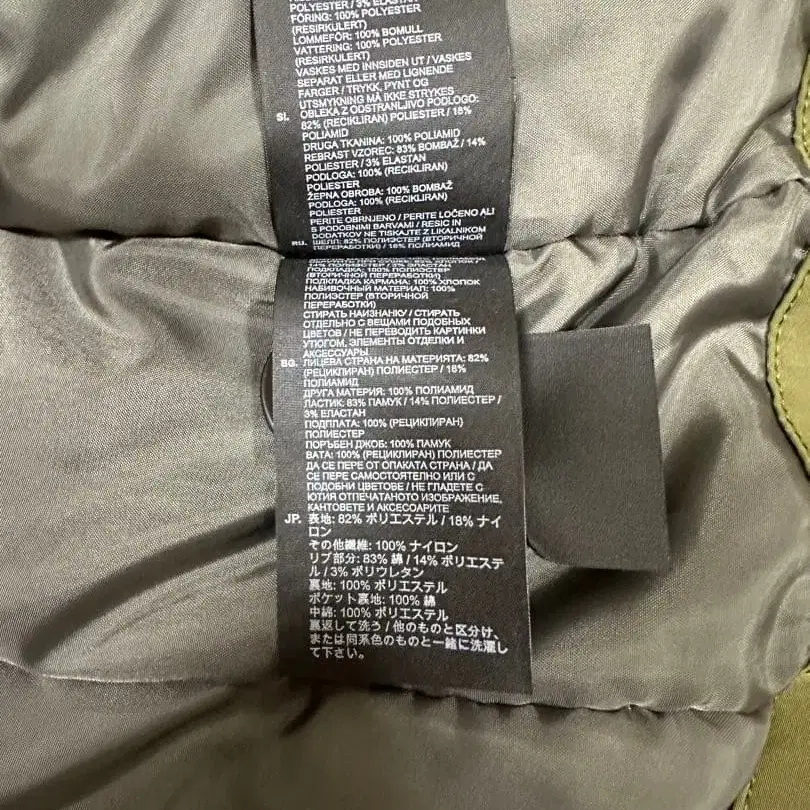 POLYESTER / 3% ELASTAN
FÔRING: 100% POLYESTER
(RESIRKULERT)
LOMMEFÔR: 100% BOMULL
VATTERING: 100% POLYESTER
(RESIRKULERT)
VASKES MED INNSIDEN UT / VASKES
SEPARAT ELLER MED LIGNENDE
FARGER / TRYKK, PYNT OG
UTSMYKNING MÅ IKKE STRYKES
SI. OBLEKA Z ODSTRANLJIVO PODLOGO:
82% (RECIKLIRAN) POLIESTER / 18%
POLIAMID
DRUGA TKANINA: 100% POLIAMID
REBRAST VZOREC: 83% BOMBAŽ / 14%
POLIESTER / 3% ELASTAN
PODLOGA: 100% (RECIKLIRAN)
POLIESTER
ŽEPNA OBROBA: 100% BOMBAŽ
PODLOGA: 100% (RECIKLIRAN)
POLIESTER
PERITE OBRNJENO / PERITE LOČENO ALI
S PODOBNIMI BARVAMI / RESIC IN
DODATKOV NE TISKAJTE Z LIKALNIKOM
RU. ШЕЛЛ: 82% ПОЛИЭСТЕР (ВТОРИЧНОЙ
ПЕРЕРАБОТКИ) / 18% ПОЛИАМИД
14% ПОЛИЭСТЕР / 3% ЭЛАСТАН
ПОДКЛАДКА: 100% ПОЛИЭСТЕР
(ВТОРИЧНОЙ ПЕРЕРАБОТКИ)
ПОДКЛАДКА КАРМАНА: 100% ХЛОПОК
НАБИВОЧНЫЙ МАТЕРИАЛ: 100%
ПОЛИЭСТЕР (ВТОРИЧНОЙ
ПЕРЕРАБОТКИ)
СТИРАТЬ НАИЗНАНКУ / СТИРАТЬ
ОТДЕЛЬНО С ВЕЩАМИ ПОДОБНЫХ
ЦВЕТОВ / НЕ ПЕРЕВОДИТЬ КАРТИНКИ
УТЮГОМ, ЭЛЕМЕНТЫ ОТДЕЛКИ И
АКСЕССУАРЫ
BG. ЛИЦЕВА СТРАНА НА МАТЕРИЯТА: 82%
(РЕЦИКЛИРАН) ПОЛИЕСТЕР / 18%
ПОЛИАМИД
ДРУГА МАТЕРИЯ: 100% ПОЛИАМИД
ЛАСТИК: 83% ПАМУК / 14% ПОЛИЕСТЕР /
3% ЕЛАСТАН
ПОДПЛАТА: 100% (РЕЦИКЛИРАН)
ПОЛИЕСТЕР
ПОРЪБЕН ДЖОБ: 100% ПАМУК
ВАТА: 100% (РЕЦИКЛИРАН) ПОЛИЕСТЕР
ДА СЕ ПЕРЕ ОТ ОПАКАТА СТРАНА / ДА
СЕ ПЕРЕ САМОСТОЯТЕЛНО ИЛИ С
ПОДОБНИ ЦВЕТОВЕ / НЕ ГЛАДЕТЕ С
ЮТИЯ ОТПЕЧАТАНОТО ИЗОБРАЖЕНИЕ,
КАНТОВЕТЕ И АКСЕСОАРИТЕ
JP. 表地: 82% ポリエステル / 18% ナイ
ロン
その他繊維: 100% ナイロン
リブ部分: 83% 綿 / 14% ポリエステ
ル / 3% ポリウレタン
裏地: 100% ポリエステル
ポケット裏地: 100% 綿
中綿: 100% ポリエステル
裏返して洗う / 他のものと区分け、
または同系色のものと一緒に洗濯し
て下さい。